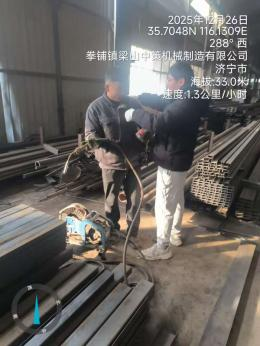 2025年12月26日
35.7048N 116.1309E
288° 西
拳铺镇梁山中策机械制造有限公司
济宁市
海拔:33.0米
速度:1.3公里/小时